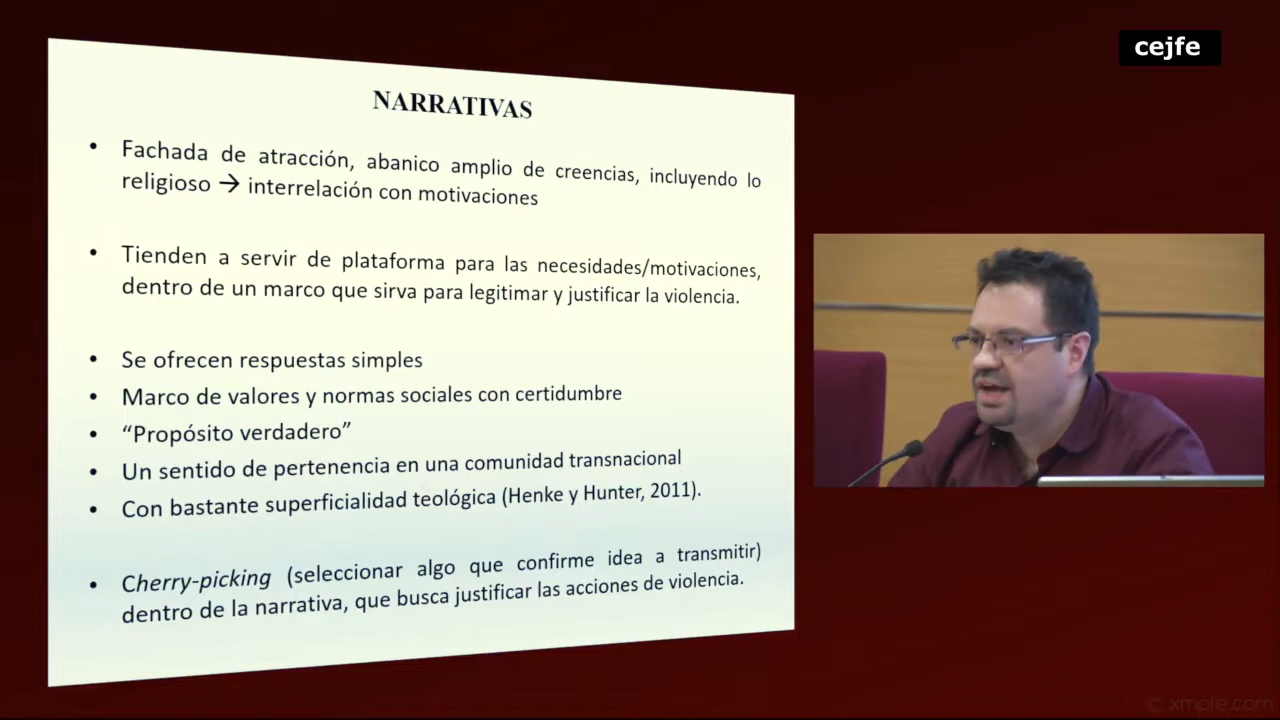 cejfe
NARRATIVAS
• Fachada de atracción, abanico amplio de creencias, incluyendo lo
religioso → interrelación con motivaciones
• Tienden a servir de plataforma para las necesidades/motivaciones,
dentro de un marco que sirva para legitimar y justificar la violencia.
• Se ofrecen respuestas simples
• Marco de valores y normas sociales con certidumbre
• “Propósito verdadero”
• Un sentido de pertenencia en una comunidad transnacional
• Con bastante superficialidad teológica (Henke y Hunter, 2011).
• Cherry-picking (seleccionar algo que confirme idea a transmitir)
dentro de la narrativa, que busca justificar las acciones de violencia.
© xmple.com